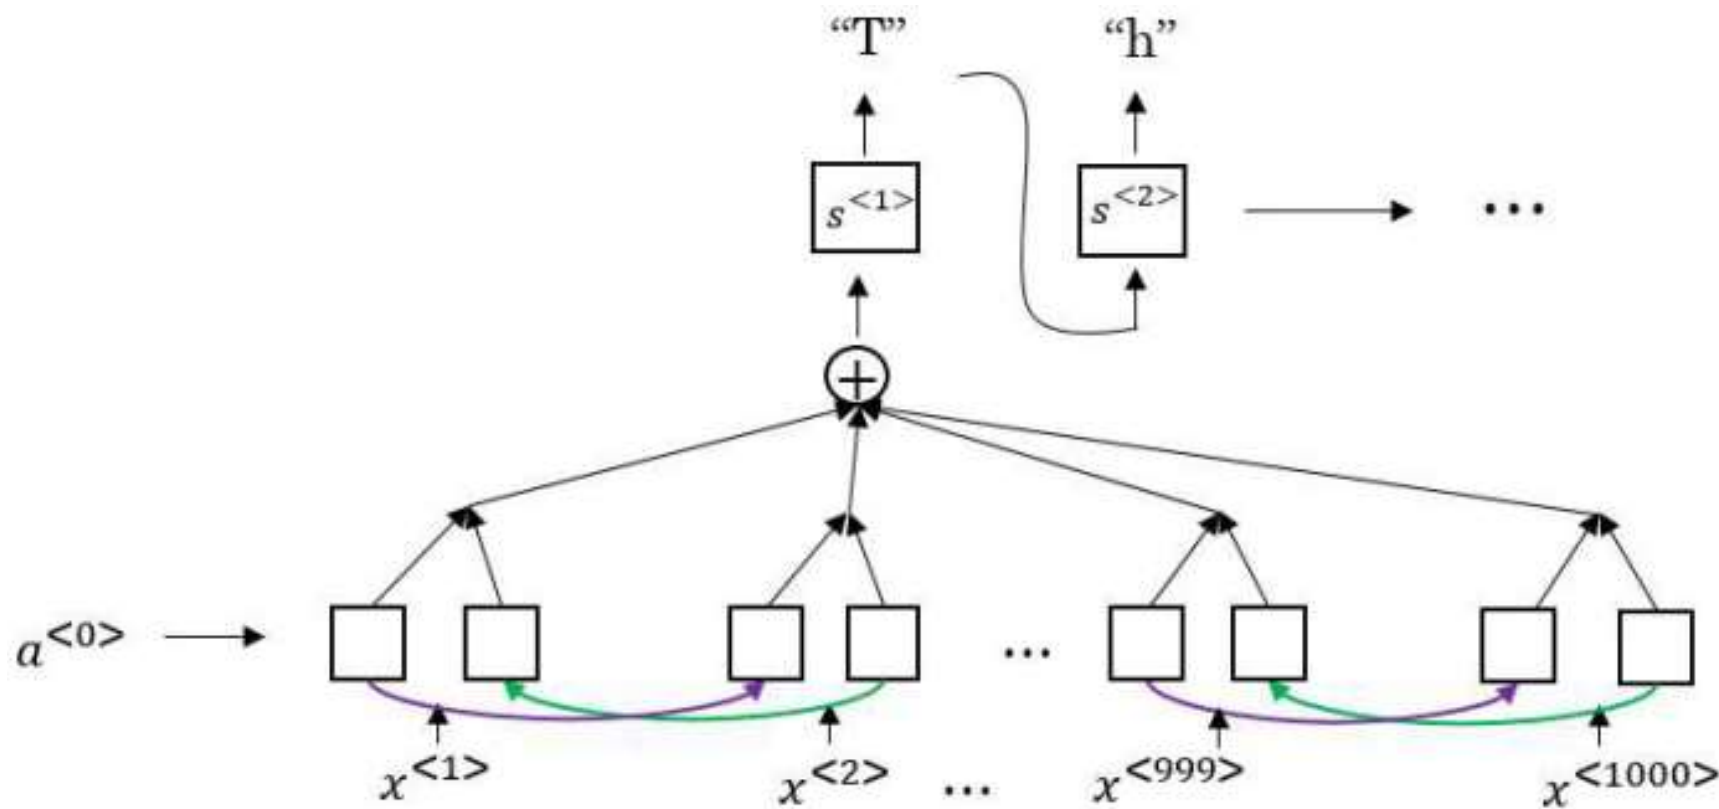 “T” “h”
s<1> s<2> ...
+
a<0> ...
x<1> x<2> ... x<999> x<1000>